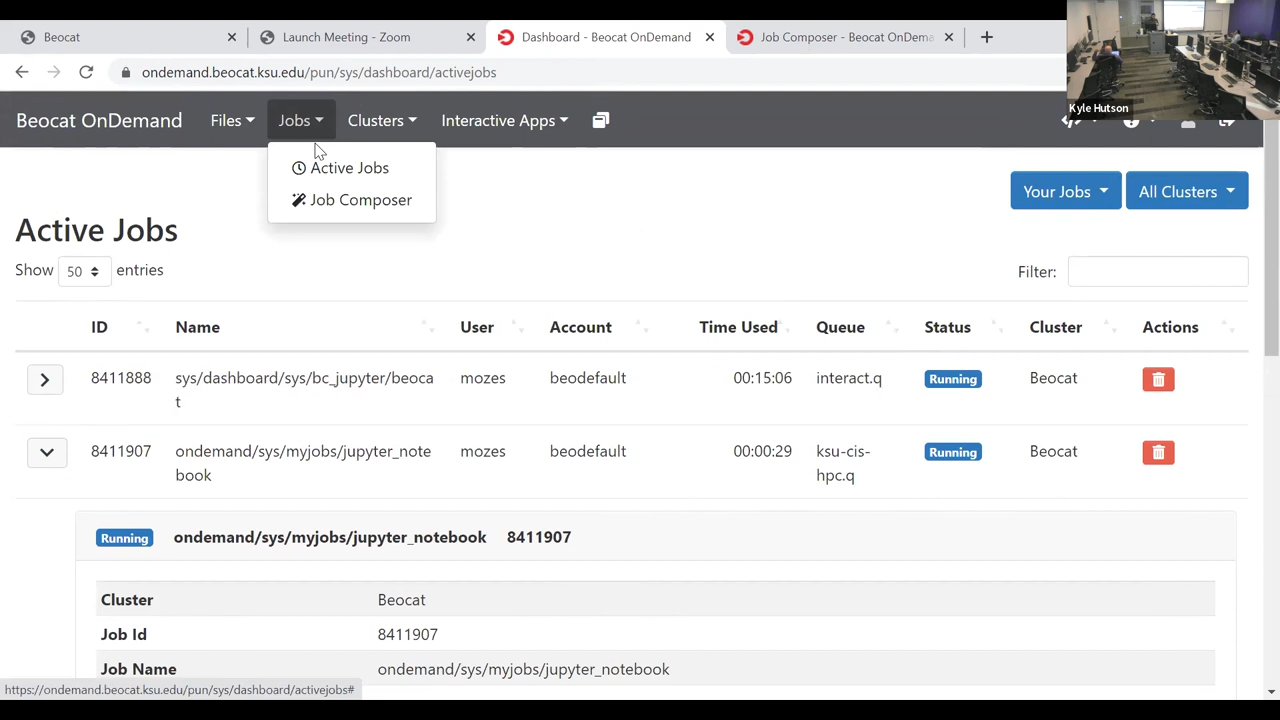 Beocat
Launch Meeting - Zoom
Dashboard - Beocat OnDemand
Job Composer - Beocat OnDema
ondemand.beocat.ksu.edu/pun/sys/dashboard/activejobs
Kyle Hutson
Beocat OnDemand
Files
Jobs
Clusters
Interactive Apps
Active Jobs
Job Composer
Your Jobs
All Clusters
Active Jobs
Show 50 entries
Filter:
ID Name User Account Time Used Queue Status Cluster Actions
8411888 sys/dashboard/sys/bc_jupyter/beoca mozes beodefault 00:15:06 interact.q Running Beocat
t
8411907 ondemand/sys/myjobs/jupyter_note mozes beodefault 00:00:29 ksu-cis- Running Beocat
book hpc.q
Running ondemand/sys/myjobs/jupyter_notebook 8411907
Cluster Beocat
Job Id 8411907
Job Name ondemand/sys/myjobs/jupyter_notebook
https://ondemand.beocat.ksu.edu/pun/sys/dashboard/activejobs#